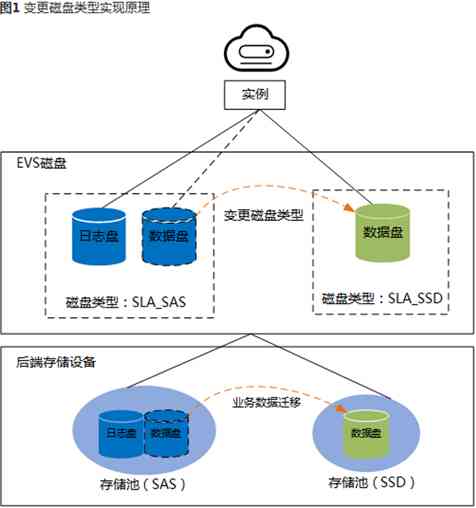 图1 变更磁盘类型实现原理
实例
EVS磁盘
日志盘
数据盘
变更磁盘类型
数据盘
磁盘类型：SLA_SAS
磁盘类型：SLA_SSD
后端存储设备
日志盘
数据盘
业务数据迁移
数据盘
存储池（SAS）
存储池（SSD）